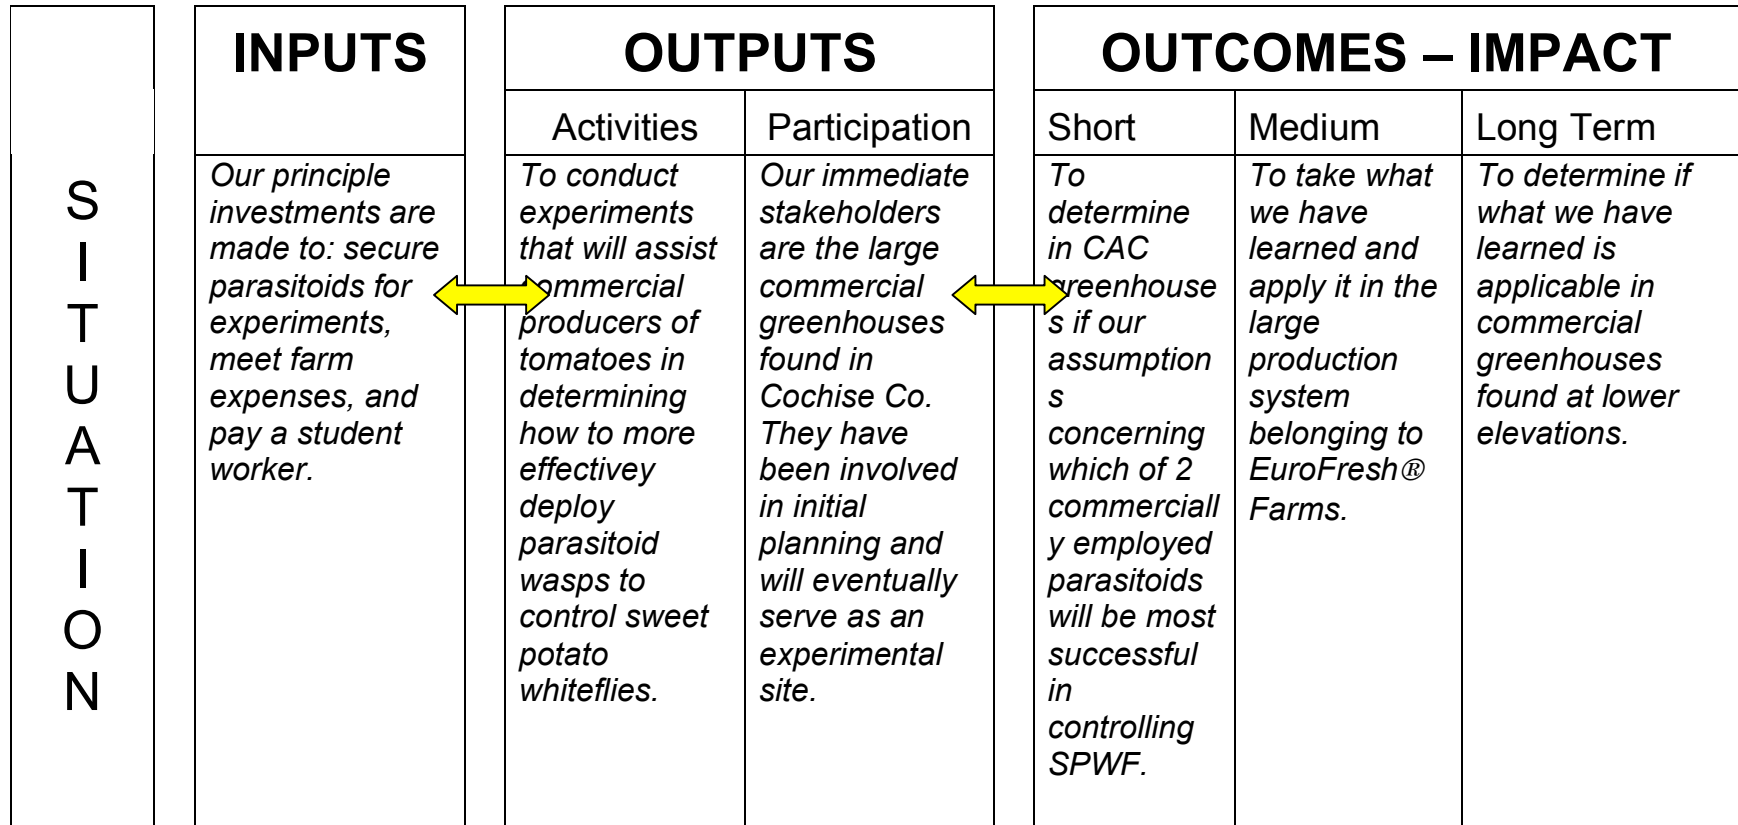 SITUATION
INPUTS
Our principle
investments are
made to: secure
parasitoids for
experiments,
meet farm
expenses, and
pay a student
worker.
OUTPUTS
Activities
To conduct
experiments
that will assist
commercial
producers of
tomatoes in
determining
how to more
effectivey
deploy
parasitoid
wasps to
control sweet
potato
whiteflies.
Participation
Our immediate
stakeholders
are the large
commercial
greenhouses
found in
Cochise Co.
They have
been involved
in initial
planning and
will eventually
serve as an
experimental
site.
OUTCOMES – IMPACT
Short
To
determine
in CAC
greenhouse
s if our
assumption
s
concerning
which of 2
commerciall
y employed
parasitoids
will be most
successful
in
controlling
SPWF.
Medium
To take what
we have
learned and
apply it in the
large
production
system
belonging to
EuroFresh®
Farms.
Long Term
To determine if
what we have
learned is
applicable in
commercial
greenhouses
found at lower
elevations.